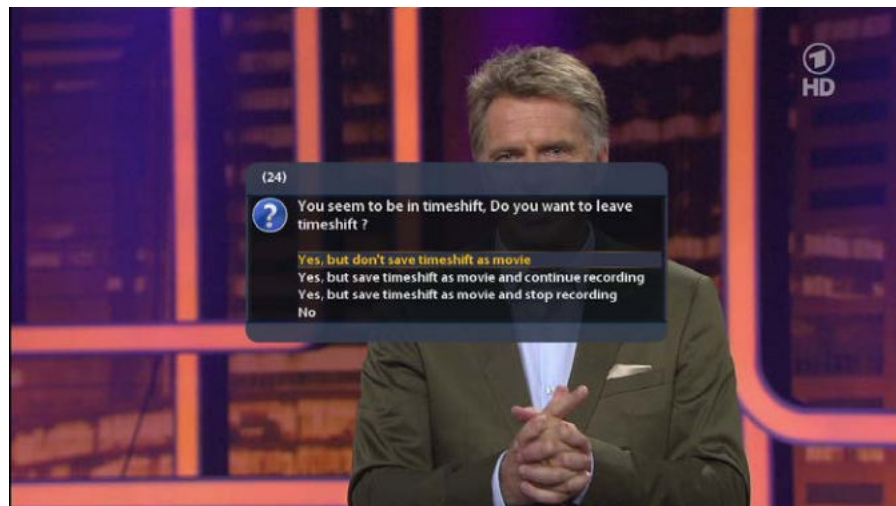 1
HD
(24)
You seem to be in timeshift, Do you want to leave
timeshift ?
Yes, but don't save timeshift as movie
Yes, but save timeshift as movie and continue recording
Yes, but save timeshift as movie and stop recording
No